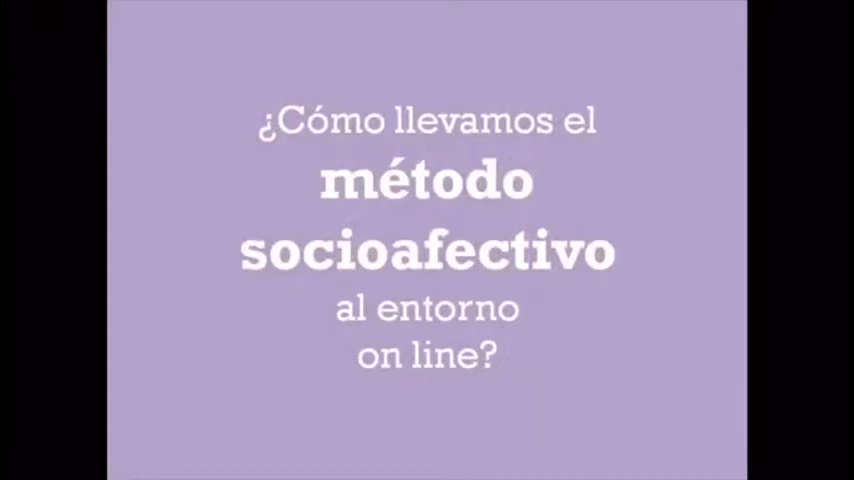 ¿Cómo llevamos el
método
socioafectivo
al entorno
on line?